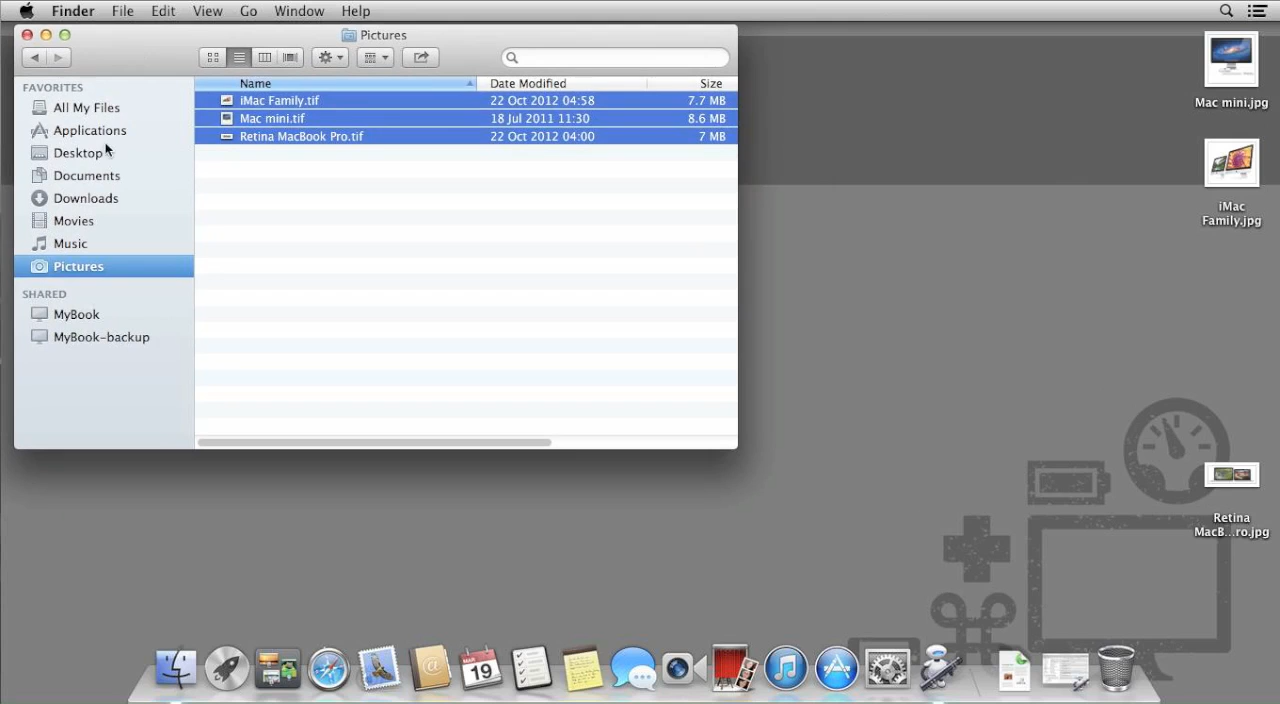 Finder File Edit View Go Window Help
Pictures
FAVORITES
All My Files
Applications
Desktop
Documents
Downloads
Movies
Music
Pictures
SHARED
MyBook
MyBook-backup
Name Date Modified Size
iMac Family.tif 22 Oct 2012 04:58 7.7 MB
Mac mini.tif 18 Jul 2011 11:30 8.6 MB
Retina MacBook Pro.tif 22 Oct 2012 04:00 7 MB
Mac mini.jpg
iMac
Family.jpg
Retina
MacB...ro.jpg
MAR
19
@